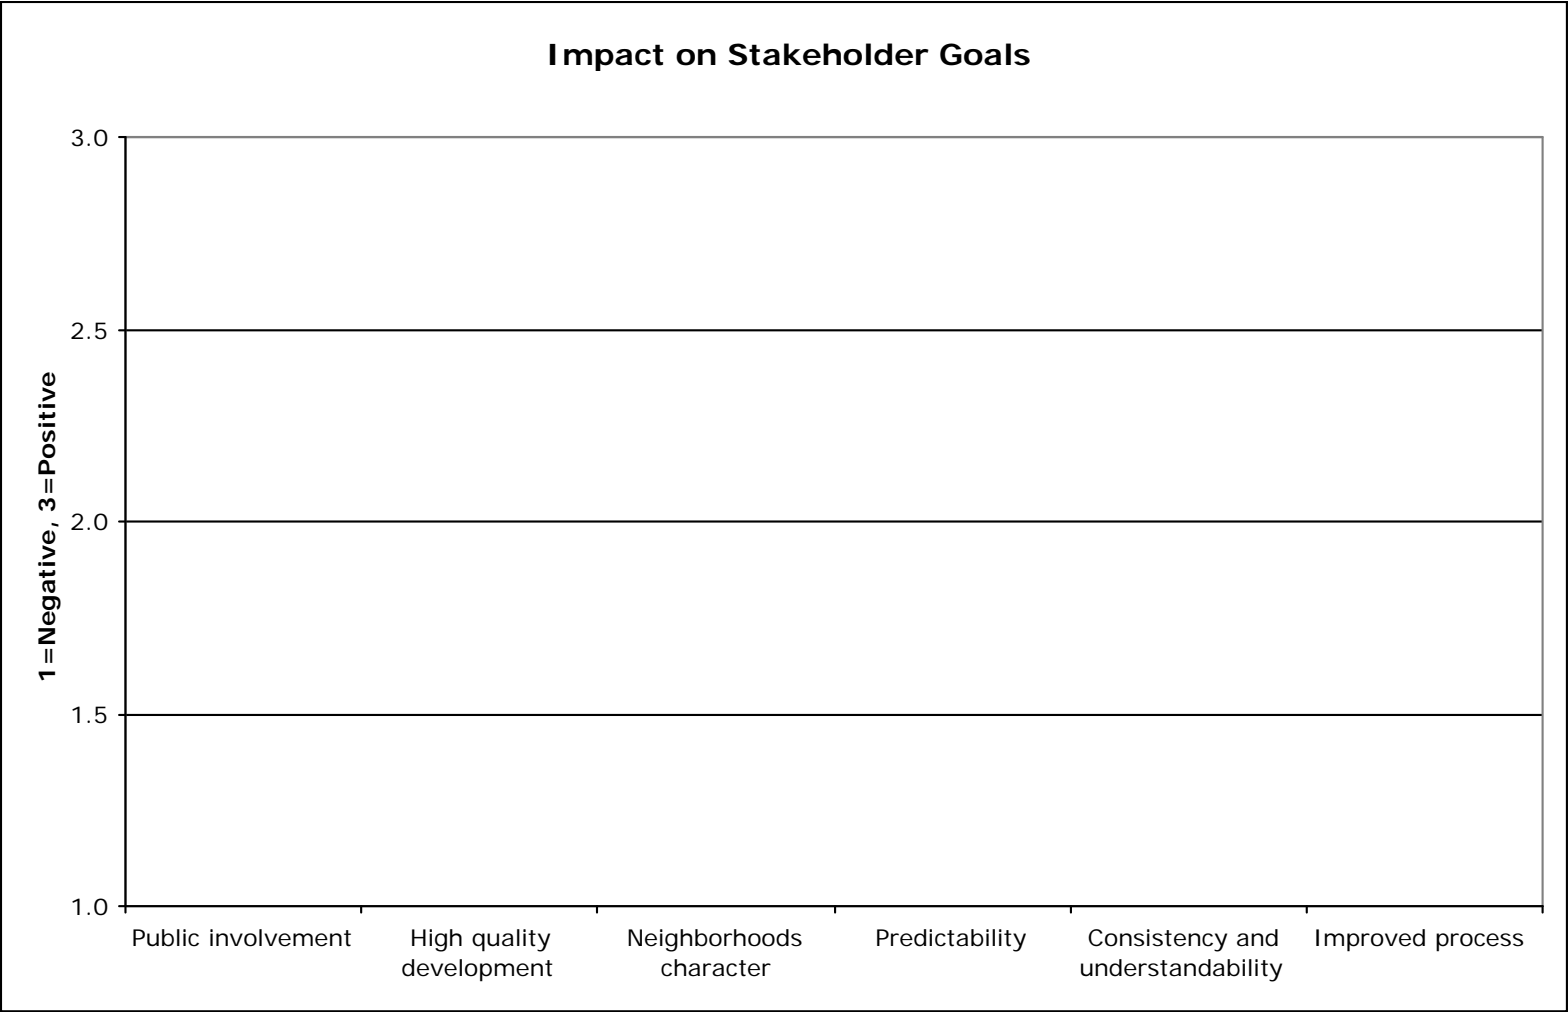 Impact on Stakeholder Goals
3.0
2.5
2.0
1.5
1.0
1=Negative, 3=Positive
Public involvement
High quality
development
Neighborhoods
character
Predictability
Consistency and
understandability
Improved process